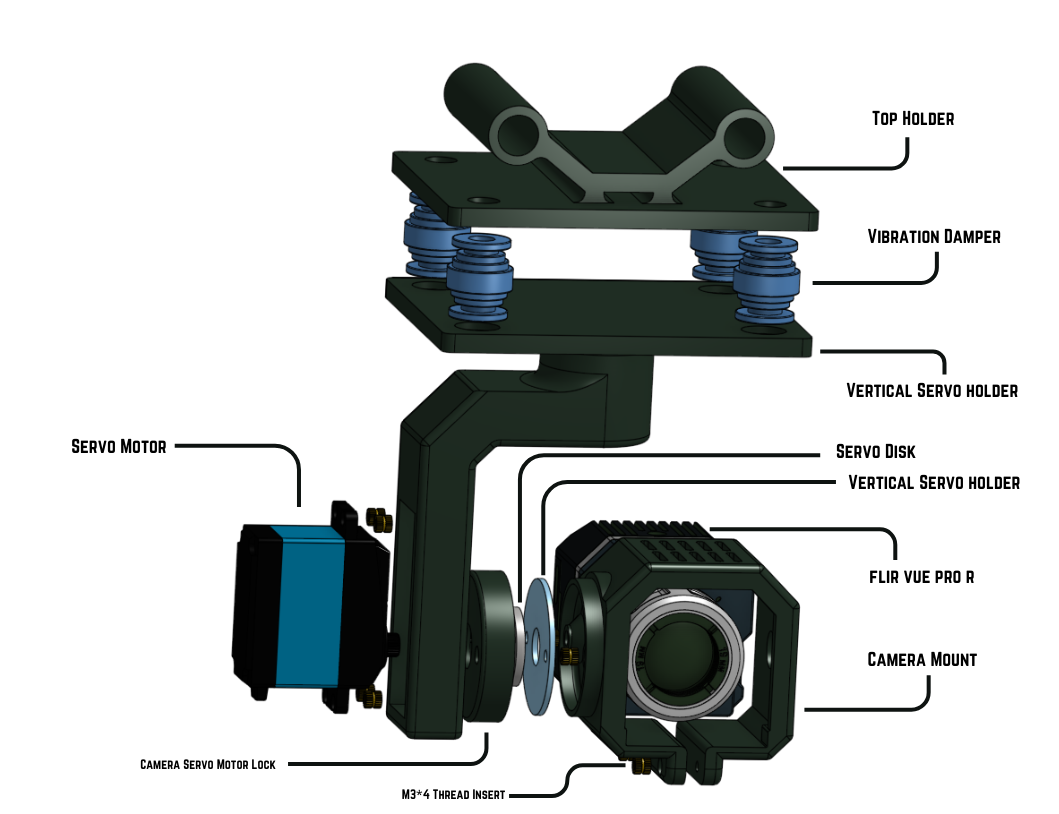 Top Holder
Vibration Damper
Vertical Servo holder
Servo Motor
Servo Disk
Vertical Servo holder
FLIR VUE PRO R
Camera Mount
Camera Servo Motor Lock
M3*4 Thread Insert